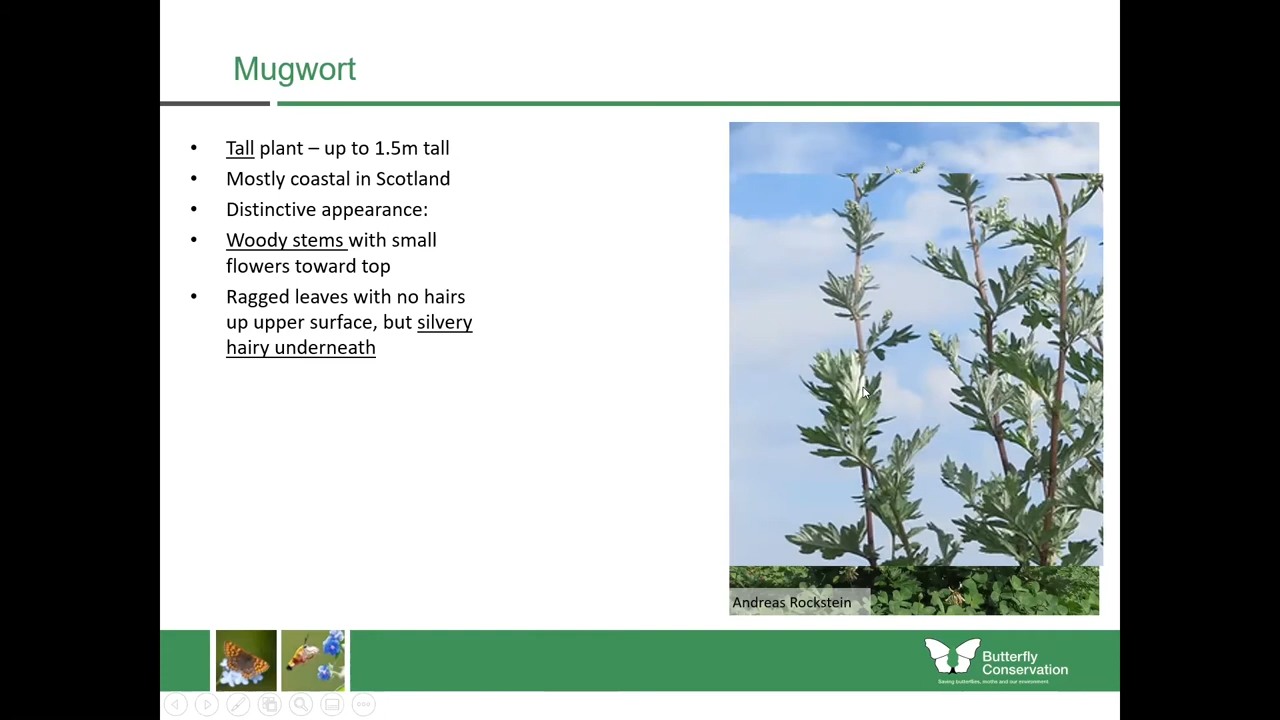 Mugwort
• Tall plant – up to 1.5m tall
• Mostly coastal in Scotland
• Distinctive appearance:
• Woody stems with small
flowers toward top
• Ragged leaves with no hairs
up upper surface, but silvery
hairy underneath
Andreas Rockstein
Butterfly
Conservation
Saving butterflies, moths and our environment